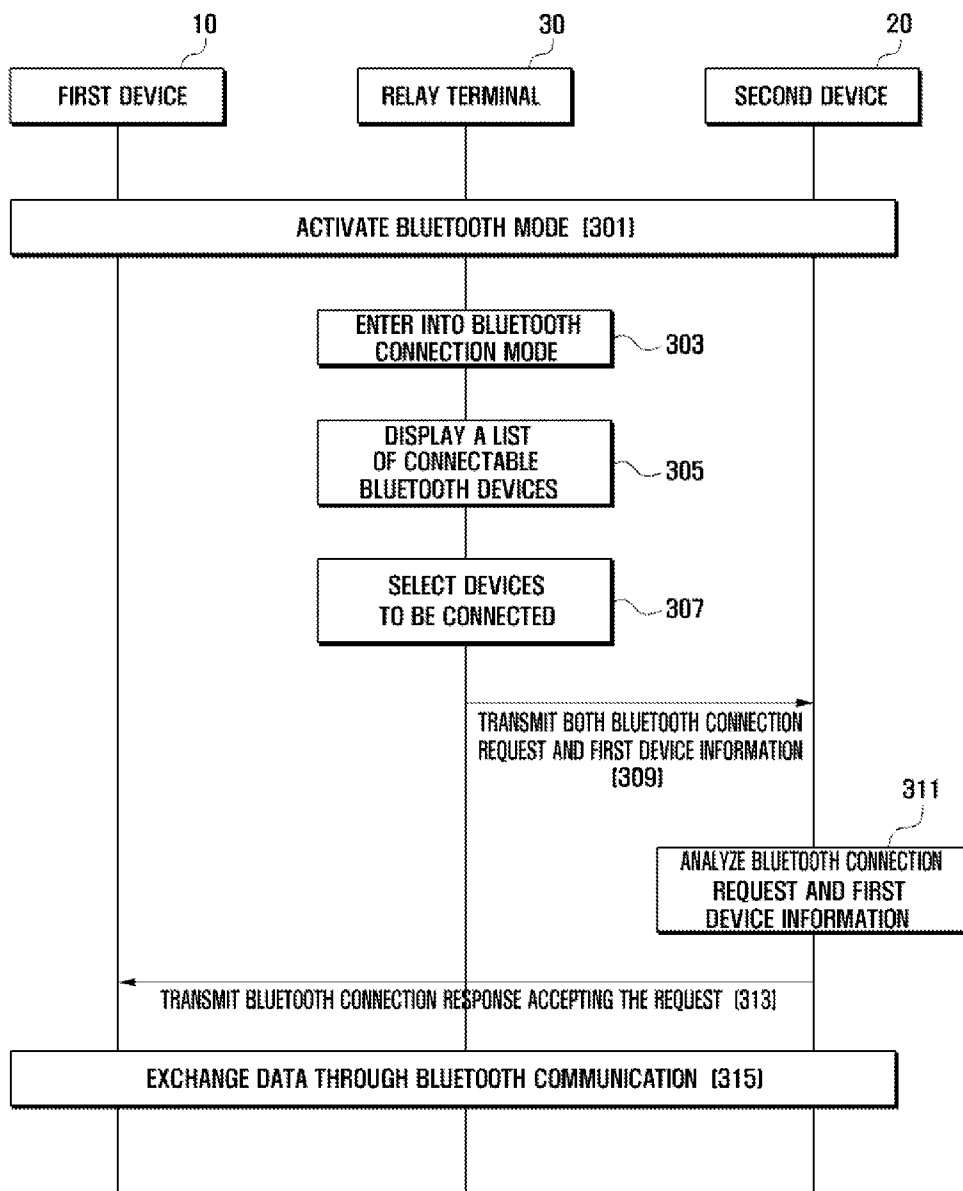 10
30
20
FIRST DEVICE
RELAY TERMINAL
SECOND DEVICE
ACTIVATE BLUETOOTH MODE (301)
ENTER INTO BLUETOOTH
CONNECTION MODE
303
DISPLAY A LIST
OF CONNECTABLE
BLUETOOTH DEVICES
305
SELECT DEVICES
TO BE CONNECTED
307
TRANSMIT BOTH BLUETOOTH CONNECTION
REQUEST AND FIRST DEVICE INFORMATION
(309)
311
ANALYZE BLUETOOTH CONNECTION
REQUEST AND FIRST
DEVICE INFORMATION
TRANSMIT BLUETOOTH CONNECTION RESPONSE ACCEPTING THE REQUEST (313)
EXCHANGE DATA THROUGH BLUETOOTH COMMUNICATION (315)